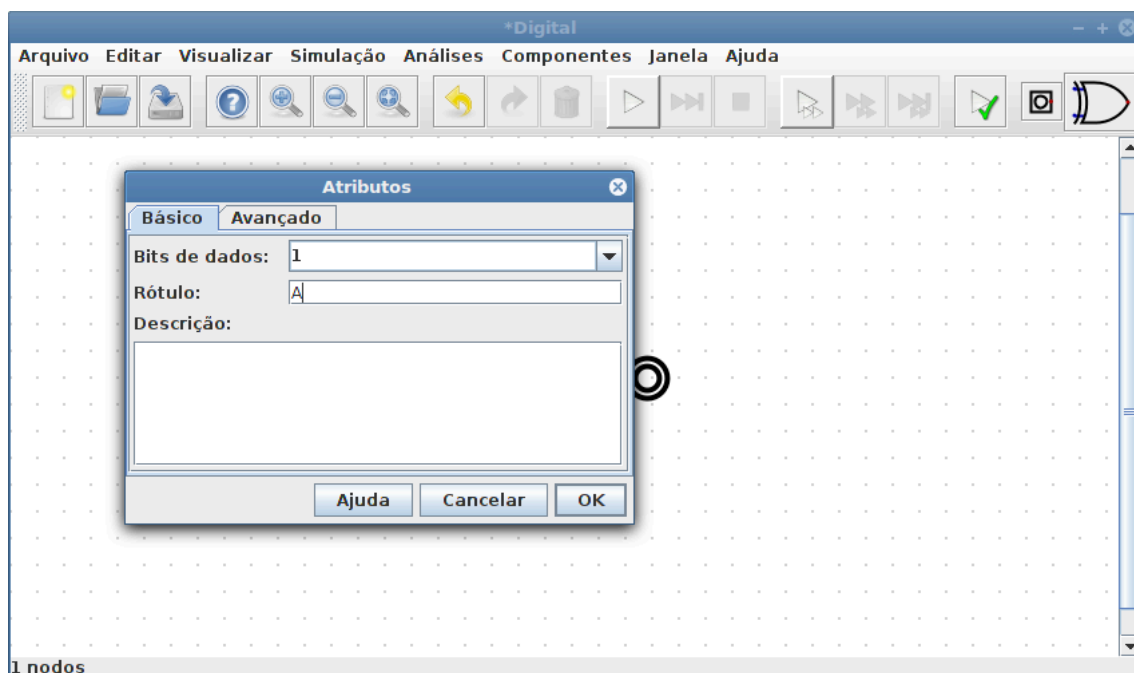 *Digital
Arquivo Editar Visualizar Simulação Análises Componentes Janela Ajuda
Atributos
Básico Avançado
Bits de dados: 1
Rótulo: A
Descrição:
Ajuda Cancelar OK
1 nodos